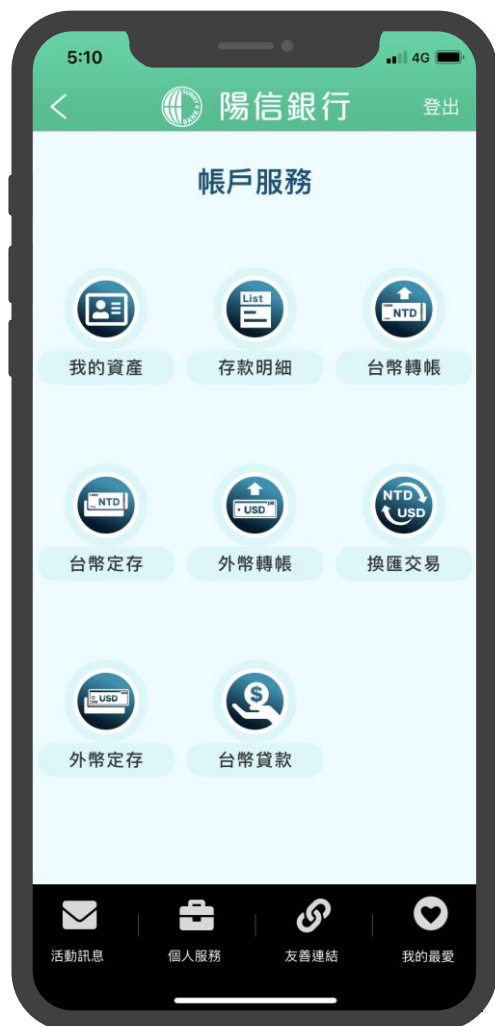 5:10
4G
SUNNY BANK
陽信銀行
登出
帳戶服務
List
NTD
我的資產
存款明細
台幣轉帳
NTD
USD
NTD
USD
台幣定存
外幣轉帳
換匯交易
USD
$
外幣定存
台幣貸款
活動訊息
個人服務
友善連結
我的最愛